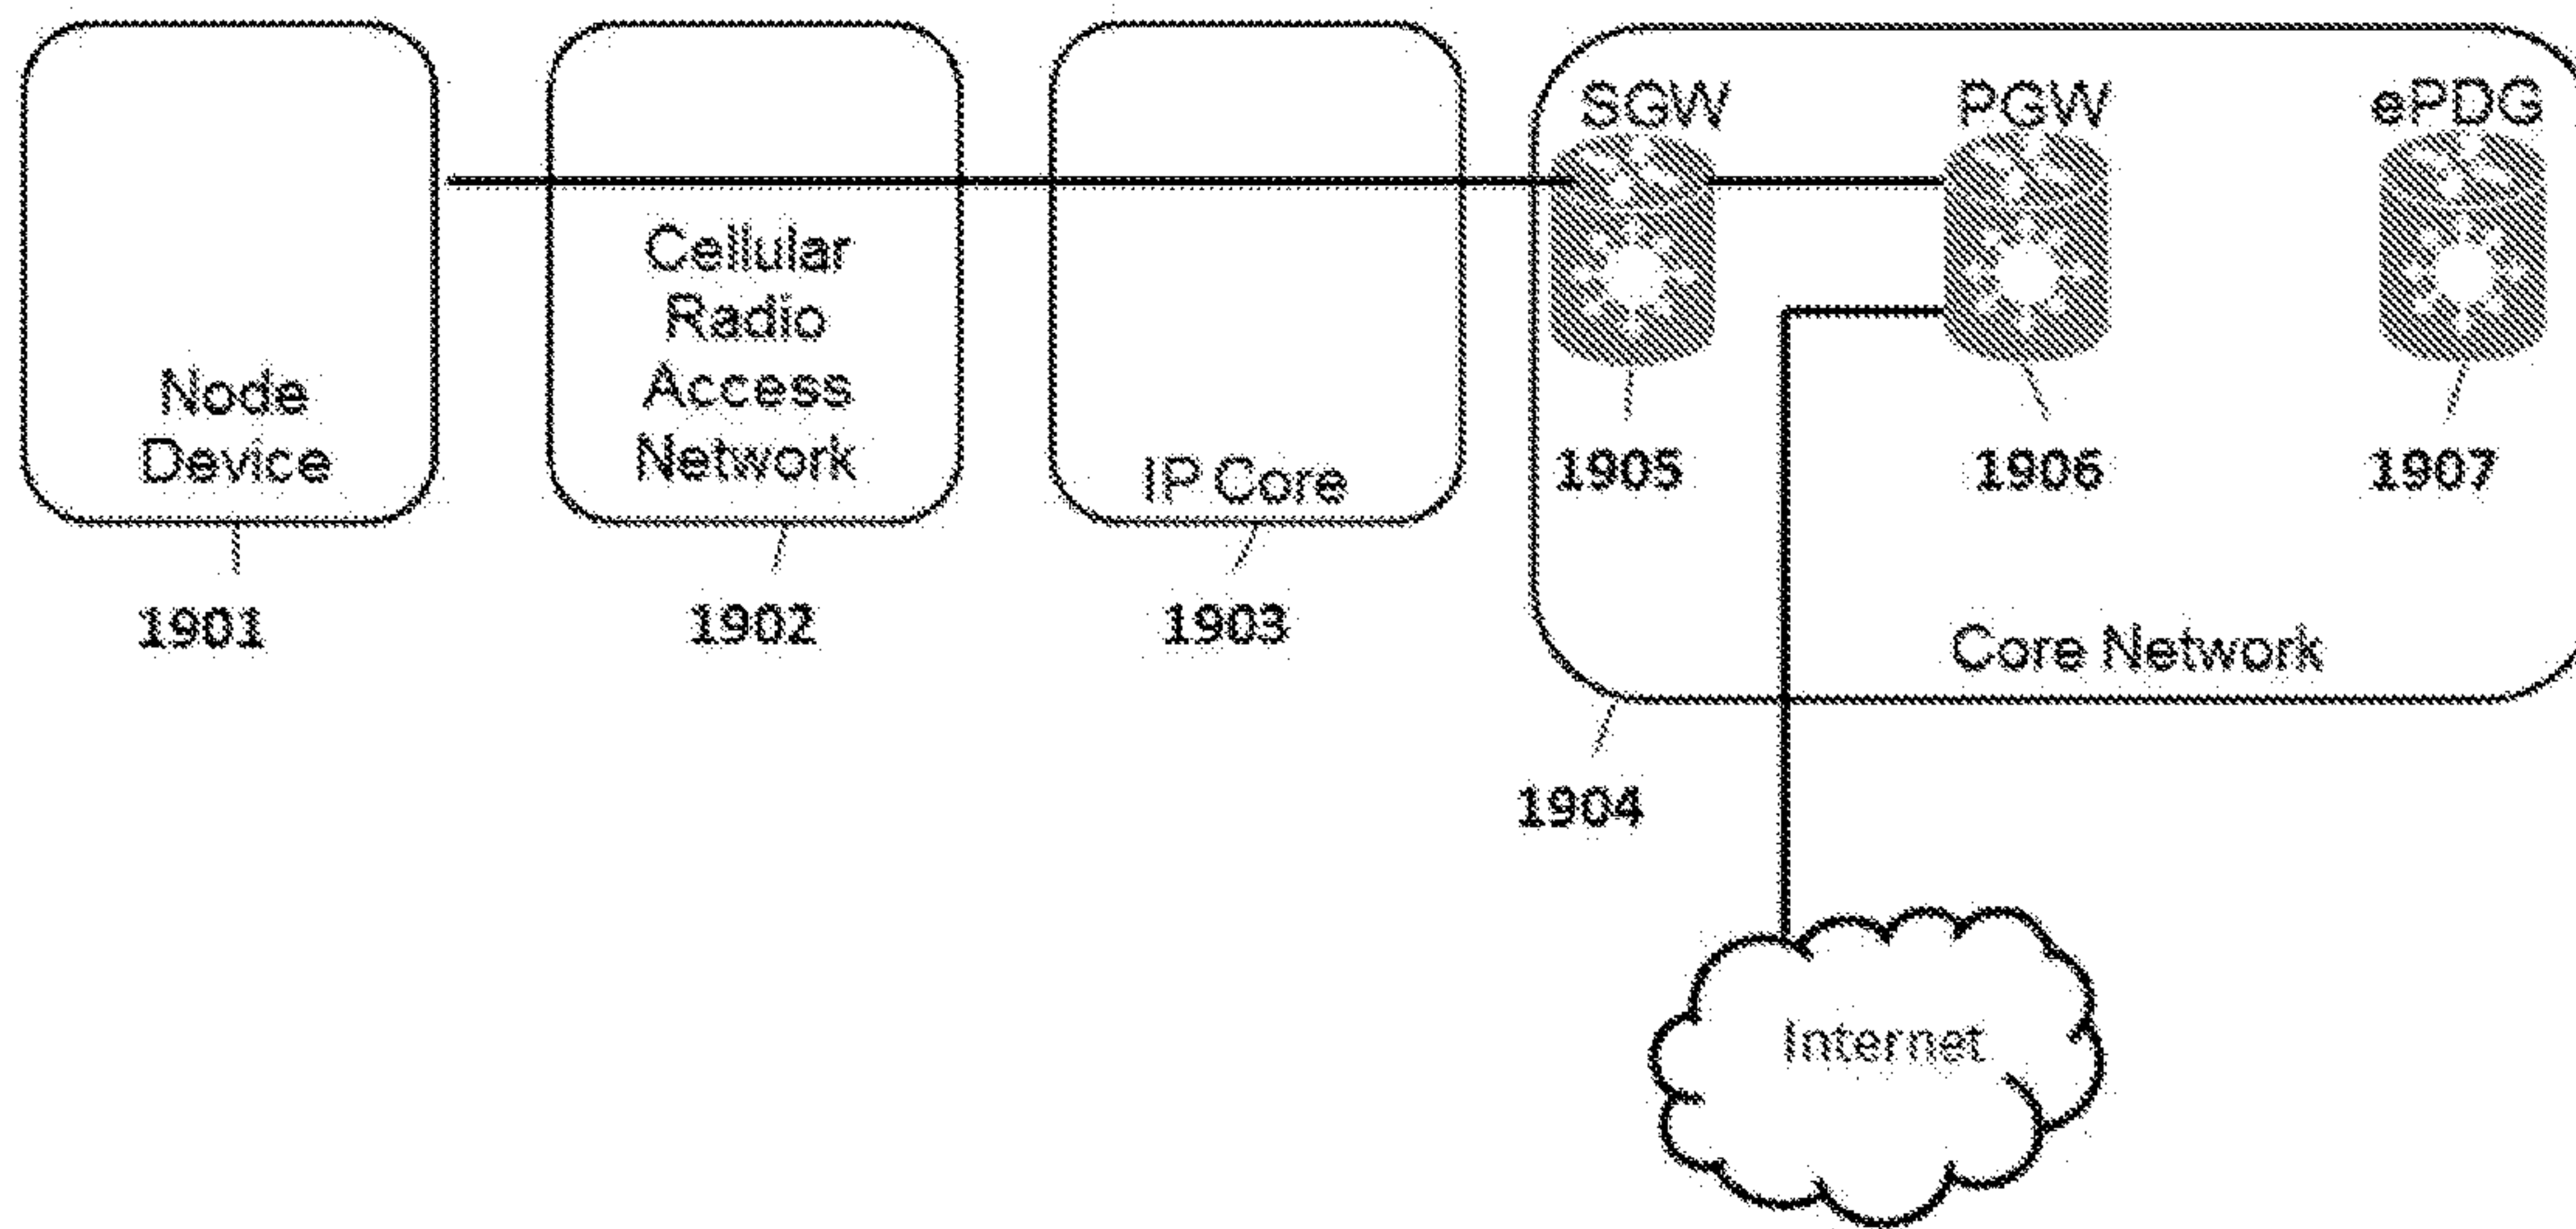 SGW
PGW
ePDG
Cellular
Radio
Access
Network
Node
Device
IP Core
1905
1906
1907
1901
1902
1903
Core Network
1904
Internet